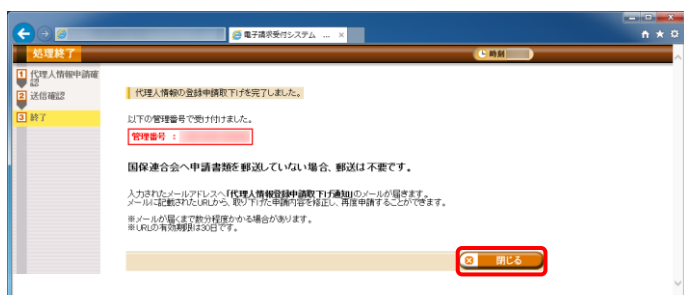 電子請求受付システム ...
処理終了
時刻
1 代理人情報申請確認
2 送信確認
3 終了
代理人情報の登録申請取下げを完了しました。
以下の管理番号で受け付けました。
管理番号 :
国保連合会へ申請書類を郵送していない場合、郵送は不要です。
入力されたメールアドレスへ「代理人情報登録申請取下げ通知」のメールが届きます。
メールに記載されたURLから、取り下げた申請内容を修正し、再度申請することができます。
※メールが届くまで数分程度かかる場合があります。
※URLの有効期限は30日です。
閉じる